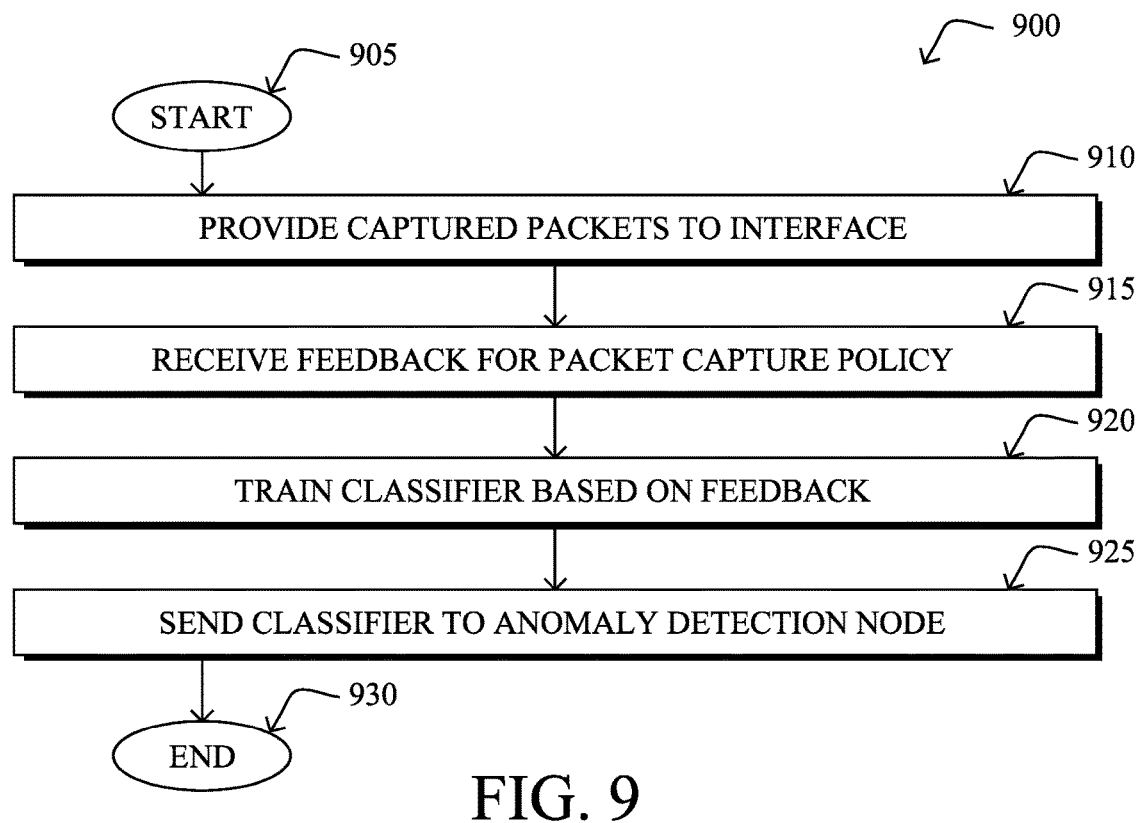 900
905
START
910
PROVIDE CAPTURED PACKETS TO INTERFACE
915
RECEIVE FEEDBACK FOR PACKET CAPTURE POLICY
920
TRAIN CLASSIFIER BASED ON FEEDBACK
925
SEND CLASSIFIER TO ANOMALY DETECTION NODE
930
END
FIG. 9